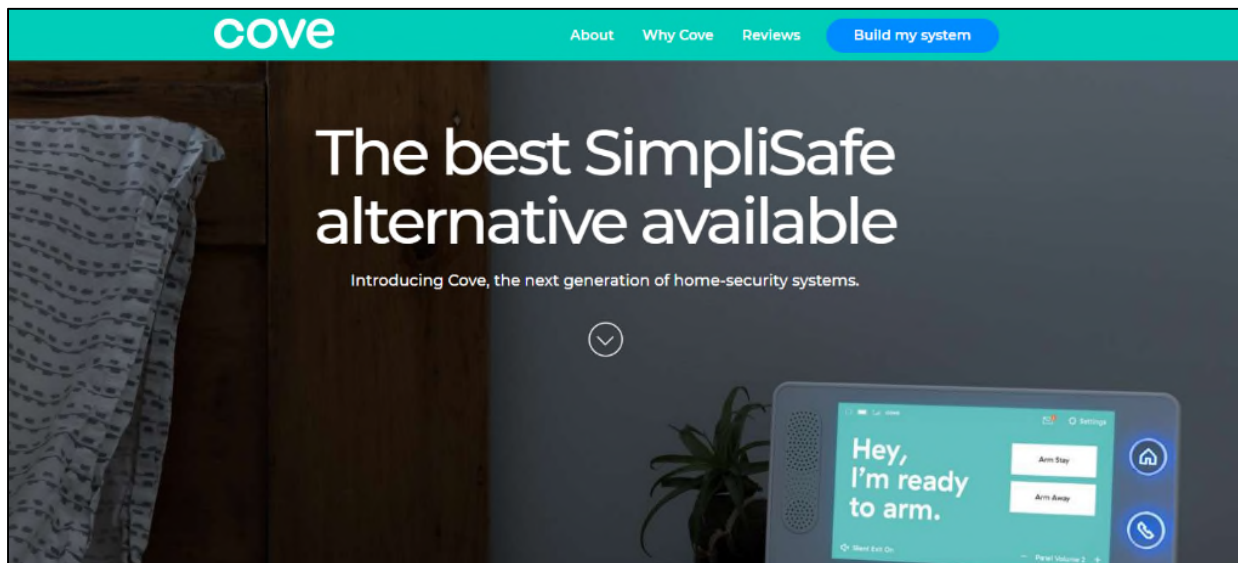 cove
About Why Cove Reviews Build my system
The best SimpliSafe
alternative available
Introducing Cove, the next generation of home-security systems.
Settings
Hey,
I'm ready
to arm.
Arm Stay
Arm Away
Silent Exit On
Panel Volume 2 +